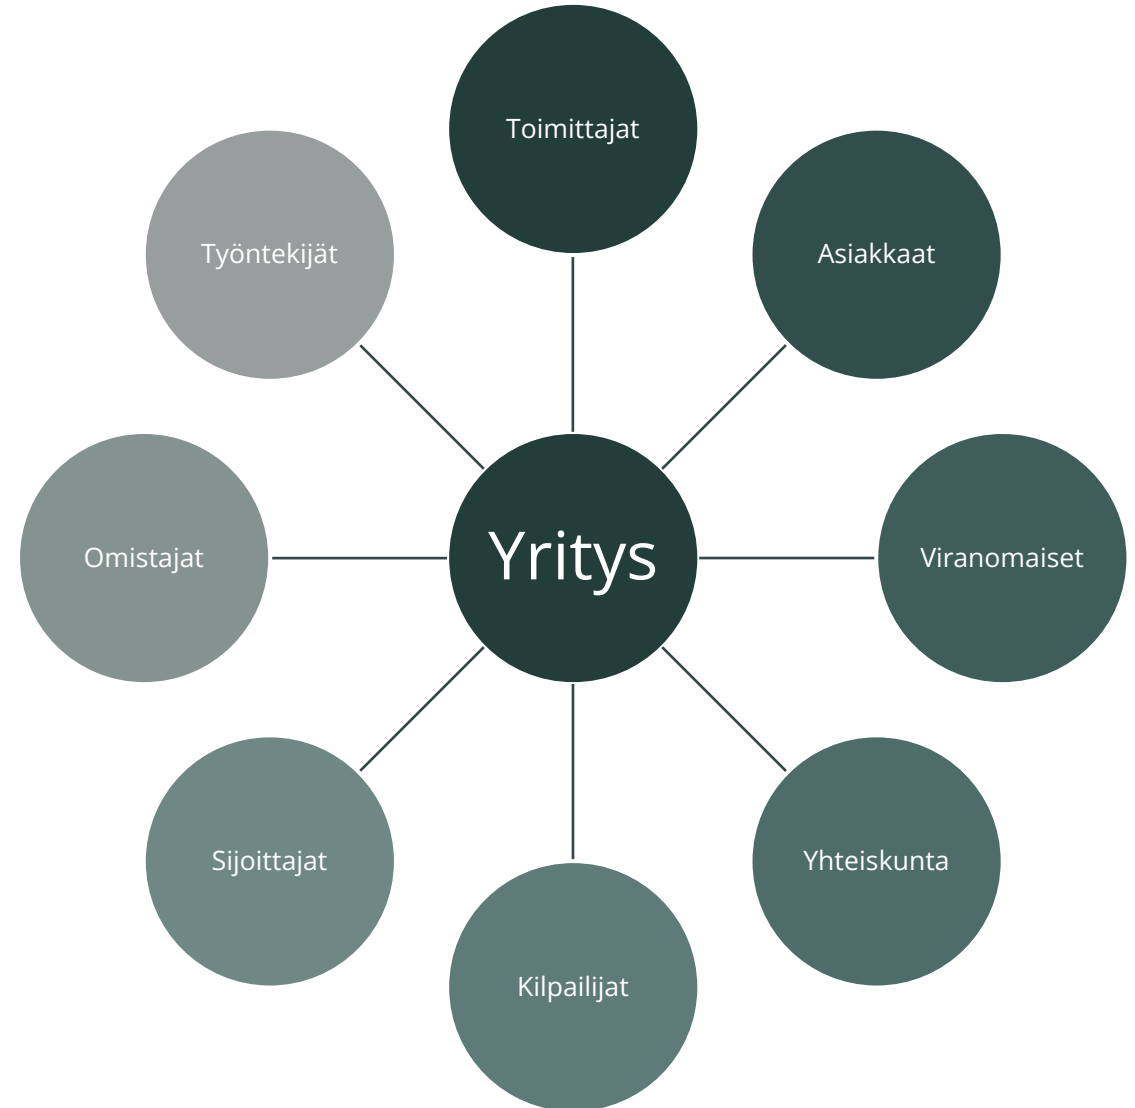 Toimittajat
Asiakkaat
Viranomaiset
Yhteiskunta
Kilpailijat
Sijoittajat
Omistajat
Työntekijät
Yritys